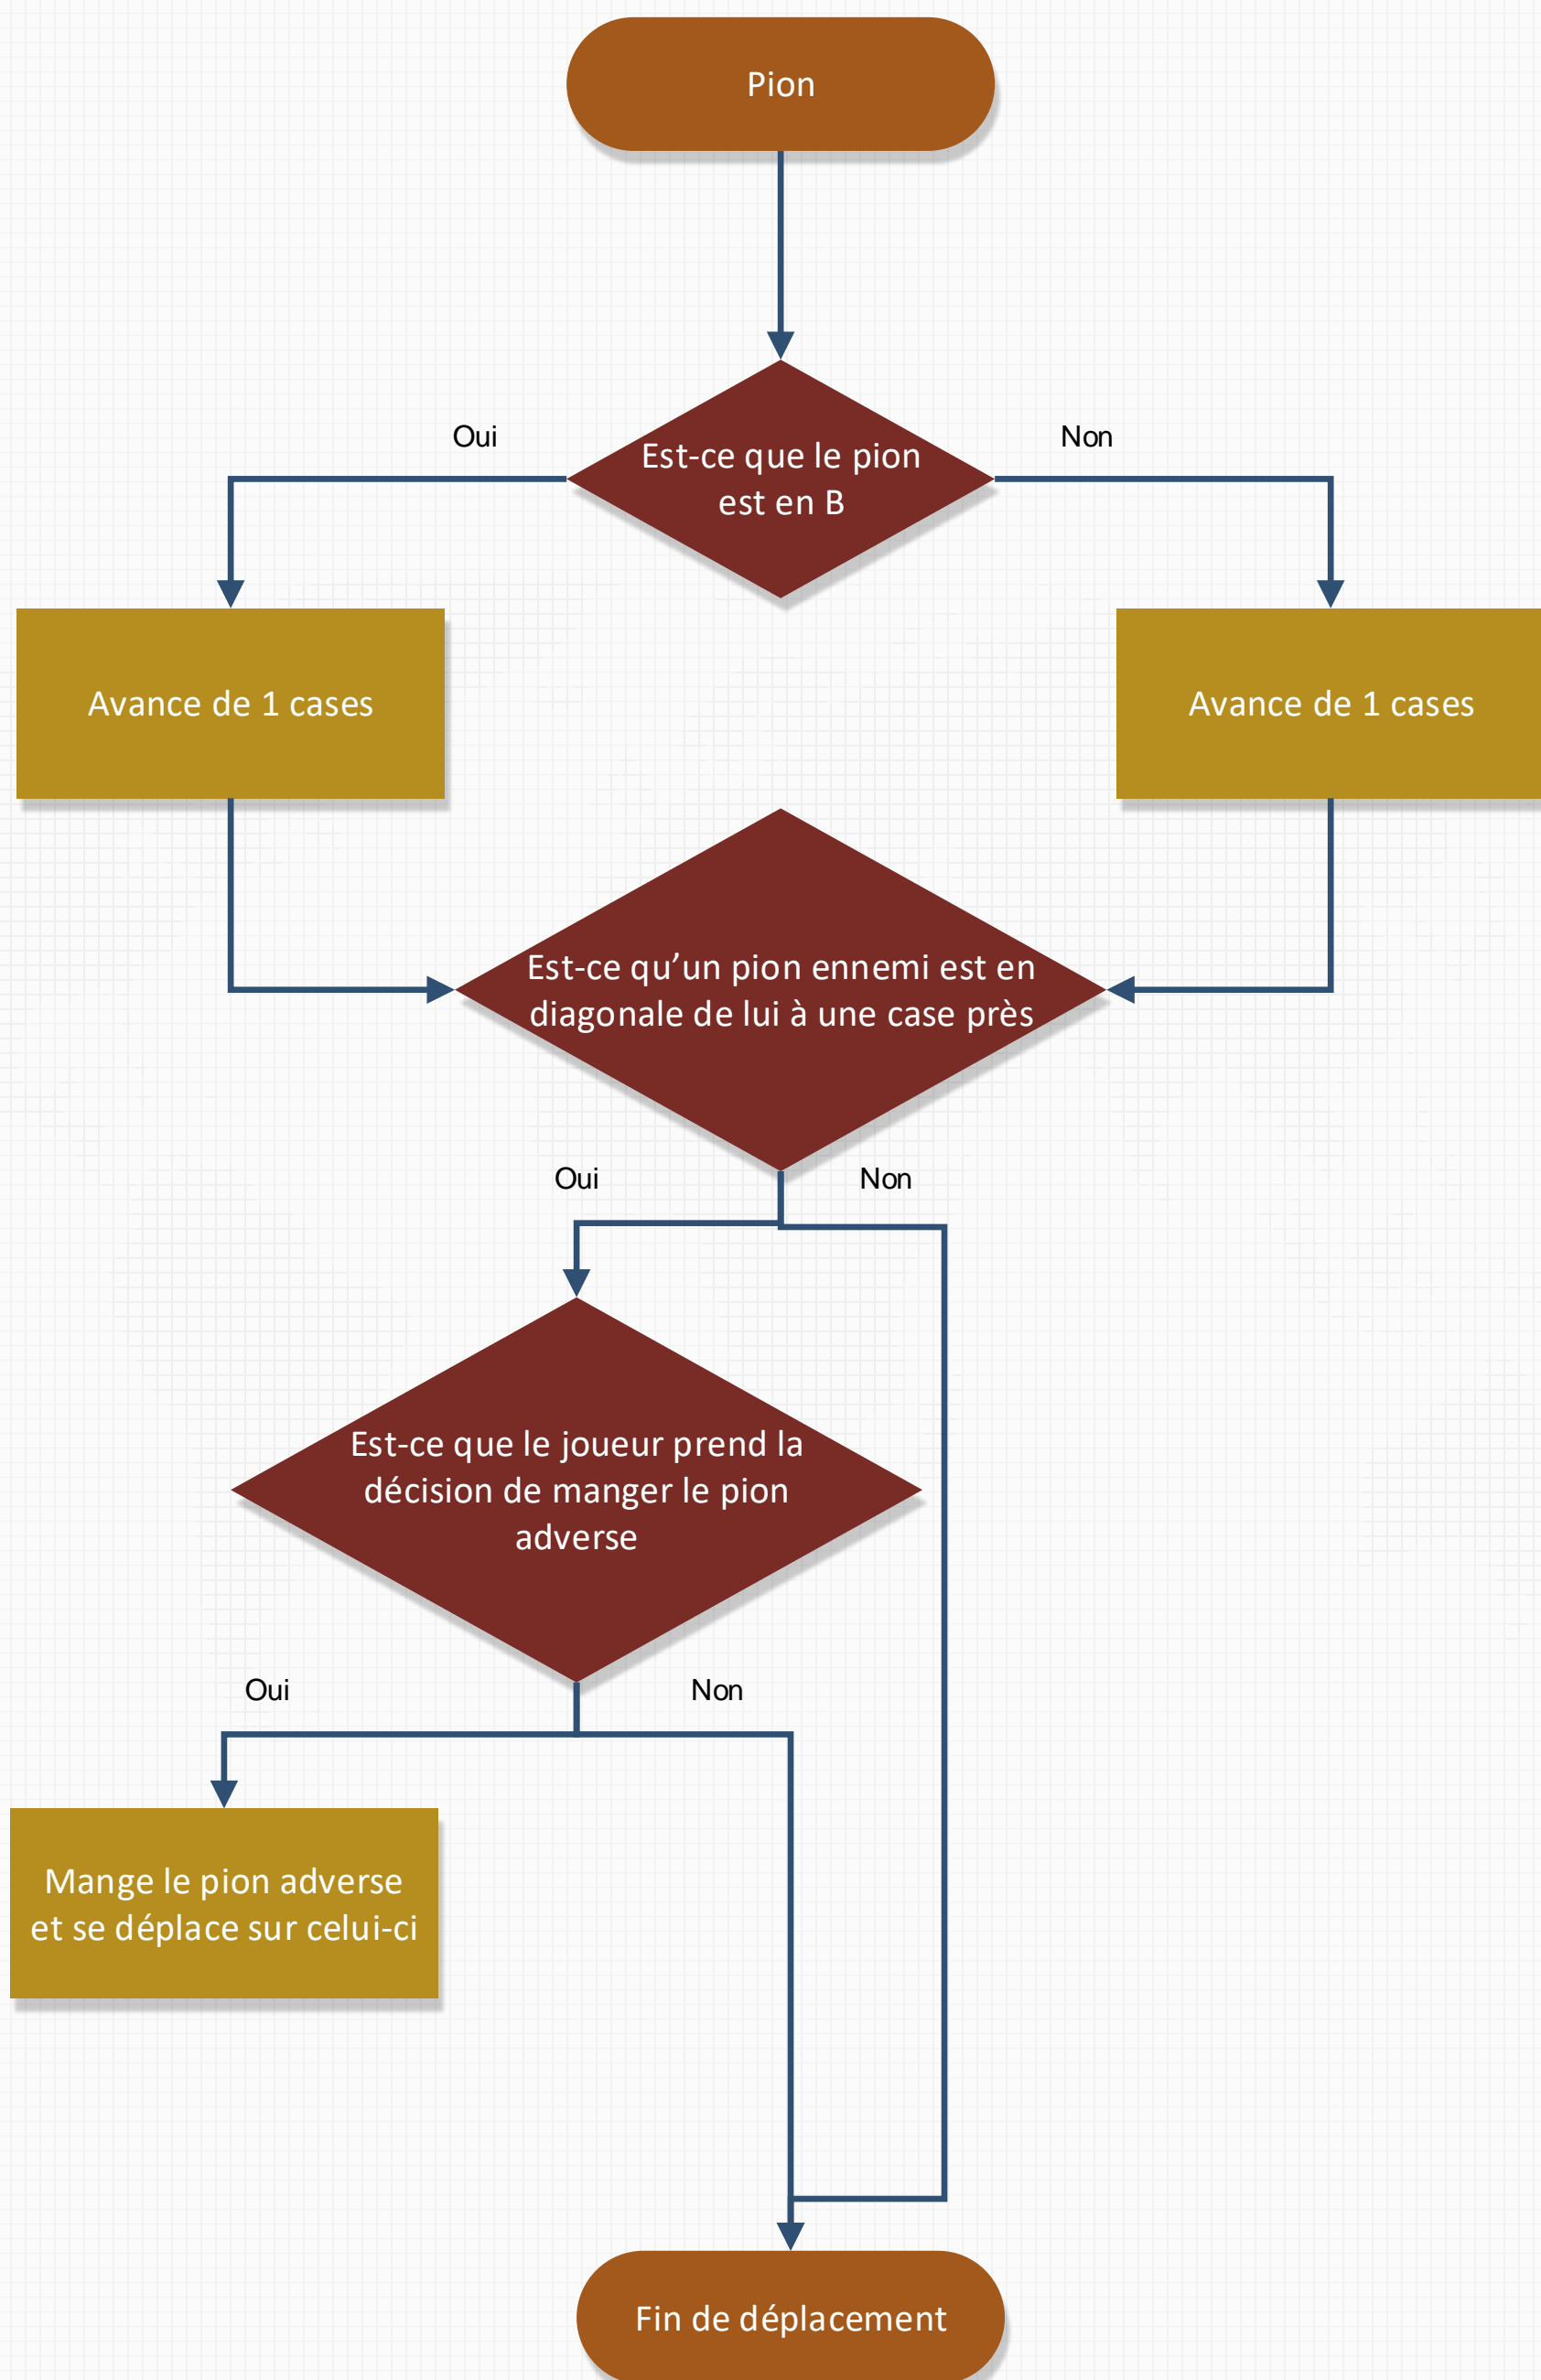 Pion
Oui
Non
Est-ce que le pion
est en B
Avance de 1 cases
Avance de 1 cases
Est-ce qu’un pion ennemi est en
diagonale de lui à une case près
Oui
Non
Est-ce que le joueur prend la
décision de manger le pion
adverse
Oui
Non
Mange le pion adverse
et se déplace sur celui-ci
Fin de déplacement